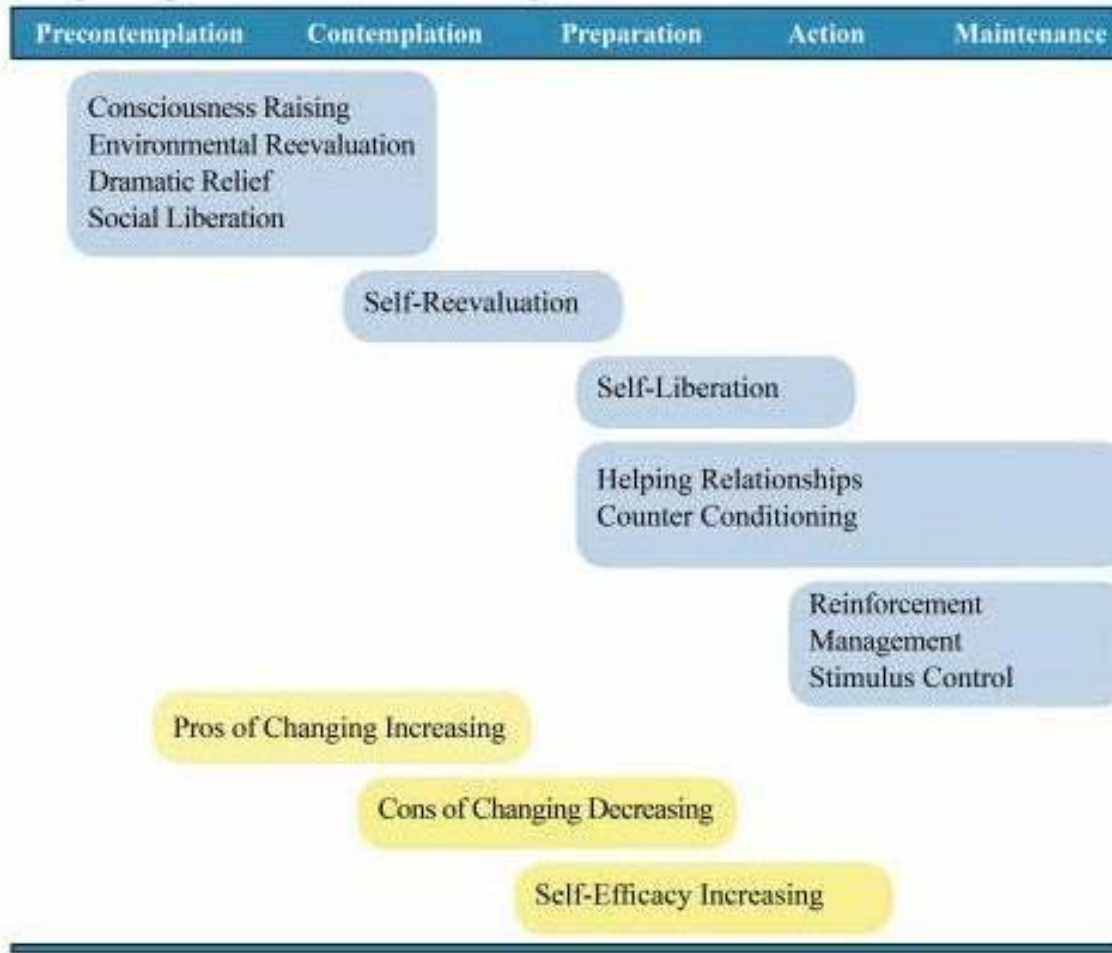 Precontemplation Contemplation Preparation Action Maintenance
Consciousness Raising
Environmental Reevaluation
Dramatic Relief
Social Liberation
Self-Reevaluation
Self-Liberation
Helping Relationships
Counter Conditioning
Reinforcement
Management
Stimulus Control
Pros of Changing Increasing
Cons of Changing Decreasing
Self-Efficacy Increasing